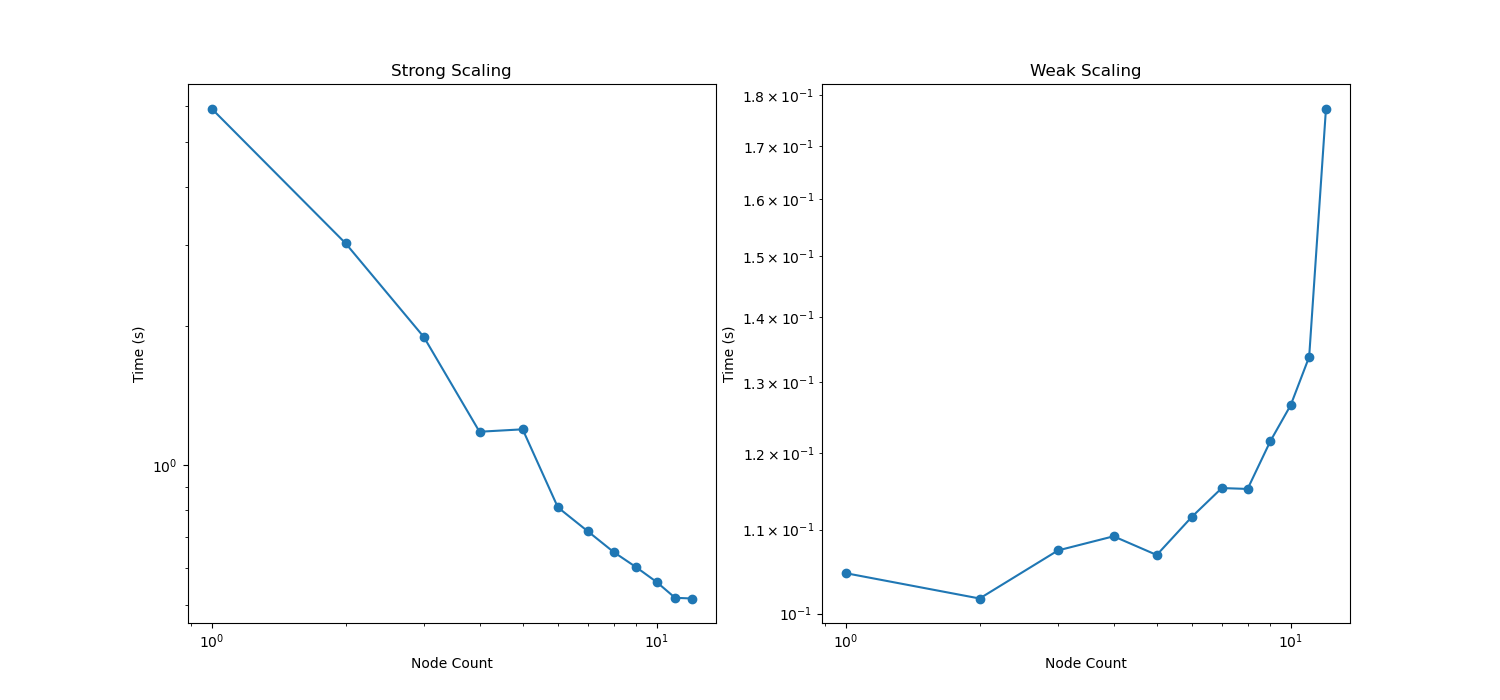 Strong Scaling
Time (s)
10⁰
10⁰
10¹
Node Count
Weak Scaling
Time (s)
1.8 × 10⁻¹
1.7 × 10⁻¹
1.6 × 10⁻¹
1.5 × 10⁻¹
1.4 × 10⁻¹
1.3 × 10⁻¹
1.2 × 10⁻¹
1.1 × 10⁻¹
10⁻¹
10⁰
10¹
Node Count